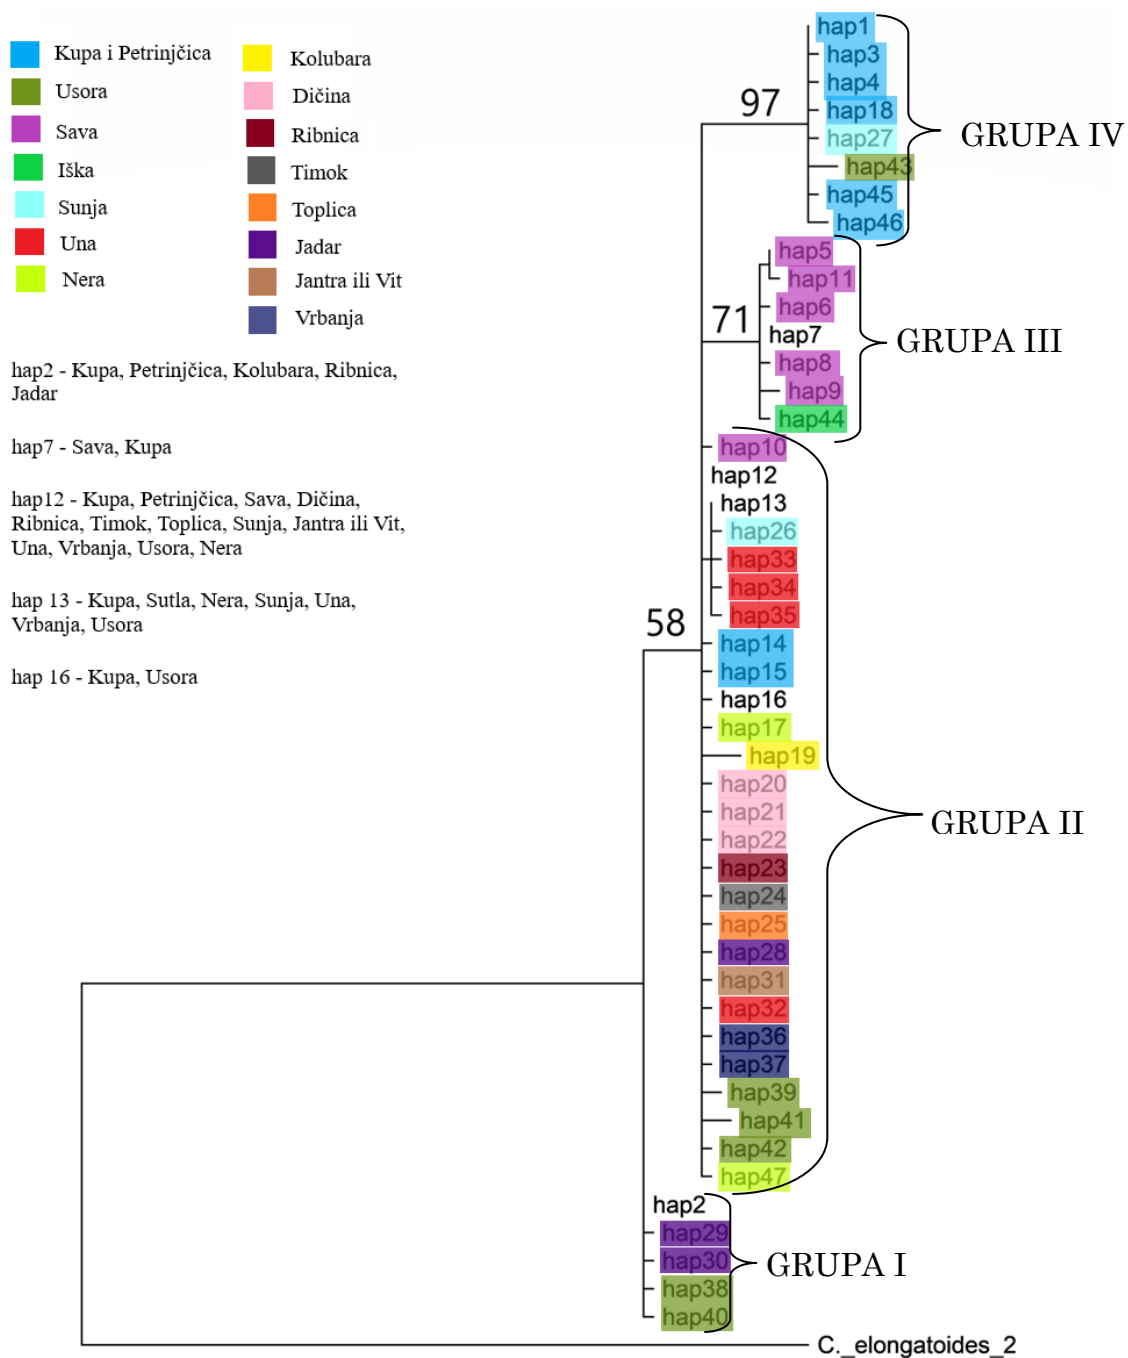 Kupa i Petrinjčica
Usora
Sava
Iška
Sunja
Una
Nera
Kolubara
Dičina
Ribnica
Timok
Toplica
Jadar
Jantra ili Vit
Vrbanja
hap2 - Kupa, Petrinjčica, Kolubara, Ribnica,
Jadar
hap7 - Sava, Kupa
hap12 - Kupa, Petrinjčica, Sava, Dičina,
Ribnica, Timok, Toplica, Sunja, Jantra ili Vit,
Una, Vrbanja, Usora, Nera
hap 13 - Kupa, Sutla, Nera, Sunja, Una,
Vrbanja, Usora
hap 16 - Kupa, Usora
97
71
58
hap1
hap3
hap4
hap18
hap27
hap43
hap45
hap46
GRUPA IV
hap5
hap11
hap6
hap7
hap8
hap9
hap44
GRUPA III
hap10
hap12
hap13
hap26
hap33
hap34
hap35
hap14
hap15
hap16
hap17
hap19
hap20
hap21
hap22
hap23
hap24
hap25
hap28
hap31
hap32
hap36
hap37
hap39
hap41
hap42
hap47
GRUPA II
hap2
hap29
hap30
hap38
hap40
GRUPA I
C._elongatoides_2